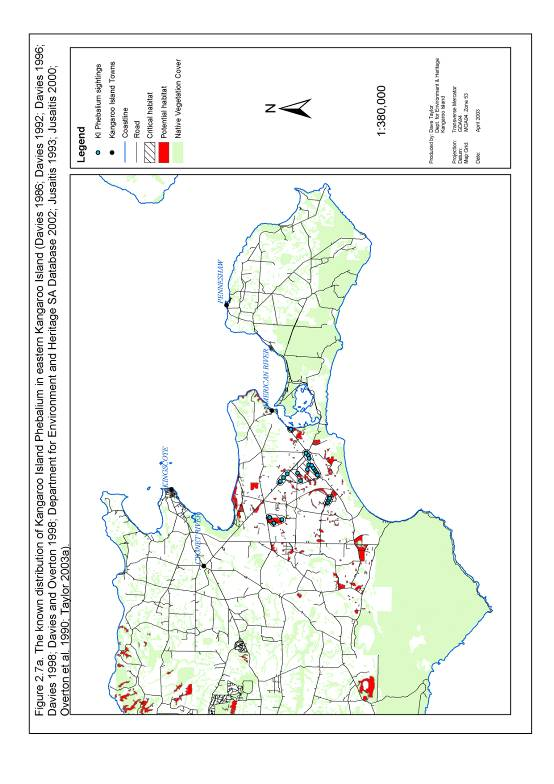 Figure 2.7a. The known distribution of Kangaroo Island Phebalium in eastern Kangaroo Island (Davies 1986; Davies 1992; Davies 1996;
Davies 1998; Davies and Overton 1998; Department for Environment and Heritage SA Database 2002; Jusaitis 1993; Jusaitis 2000;
Overton et al. 1990; Taylor 2003a).
KINGSCOTE
PENNESHAW
AMERICAN RIVER
Legend
KI Phebalium sightings
Kangaroo Island Towns
Coastline
Road
Critical habitat
Potential habitat
Native Vegetation Cover
N
1:380,000
Produced by: Dave Taylor
Dept. for Environment & Heritage
Kangaroo Island
Projection: Transverse Mercator
Datum: GDA94
Map Grid: MGA94 Zone 53
Date: April 2003